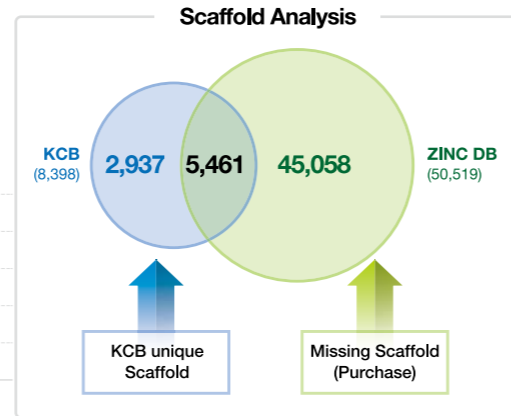 Scaffold Analysis
KCB
(8,398)
2,937
5,461
45,058
ZINC DB
(50,519)
KCB unique
Scaffold
Missing Scaffold
(Purchase)